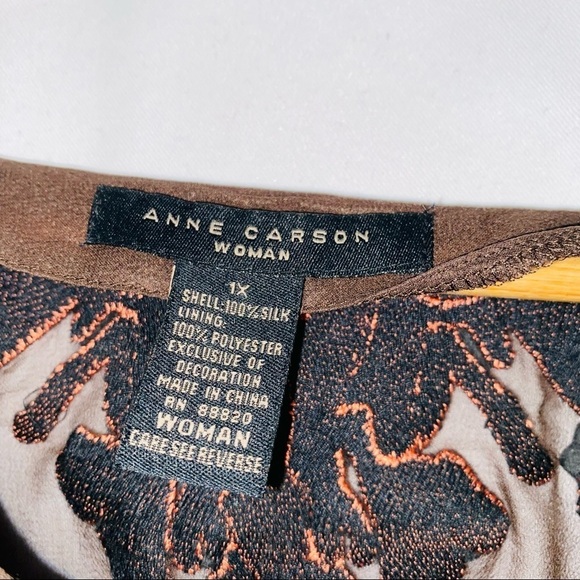 ANNE CARSON
WOMAN
1X
SHELL:100%SILK
LINING:
100% POLYESTER
EXCLUSIVE OF
DECORATION
MADE IN CHINA
RN 88820
WOMAN
CARE SEE REVERSE